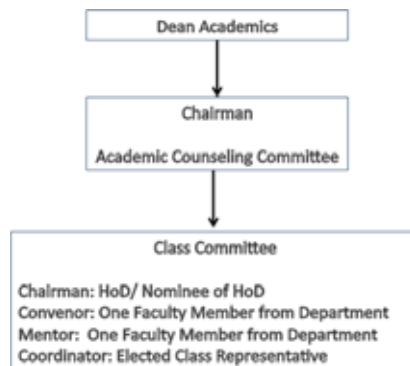 Dean Academics
Chairman
Academic Counseling Committee
Class Committee
Chairman: HoD/ Nominee of HoD
Convenor: One Faculty Member from Department
Mentor:  One Faculty Member from Department
Coordinator: Elected Class Representative